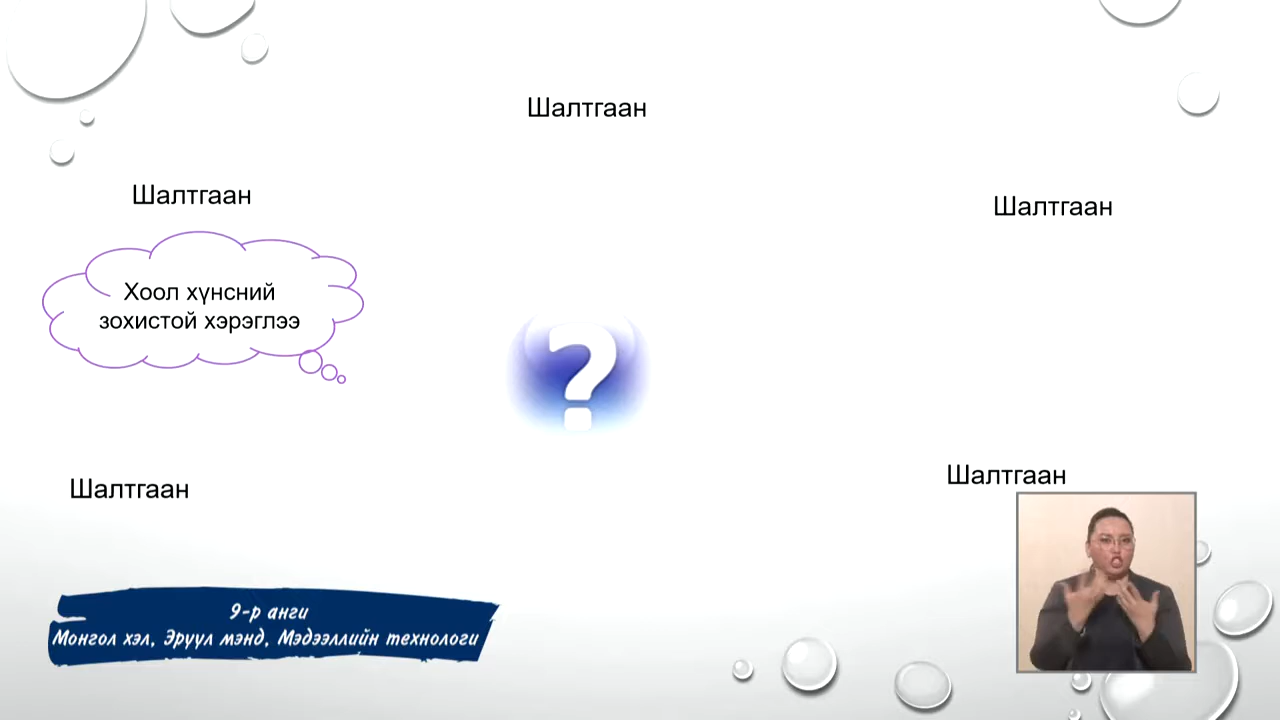 Шалтгаан
Шалтгаан
Шалтгаан
Хоол хүнсний
зохистой хэрэглээ
?
Шалтгаан
Шалтгаан
9-р анги
Монгол хэл, Эрүүл мэнд, Мэдээллийн технологи